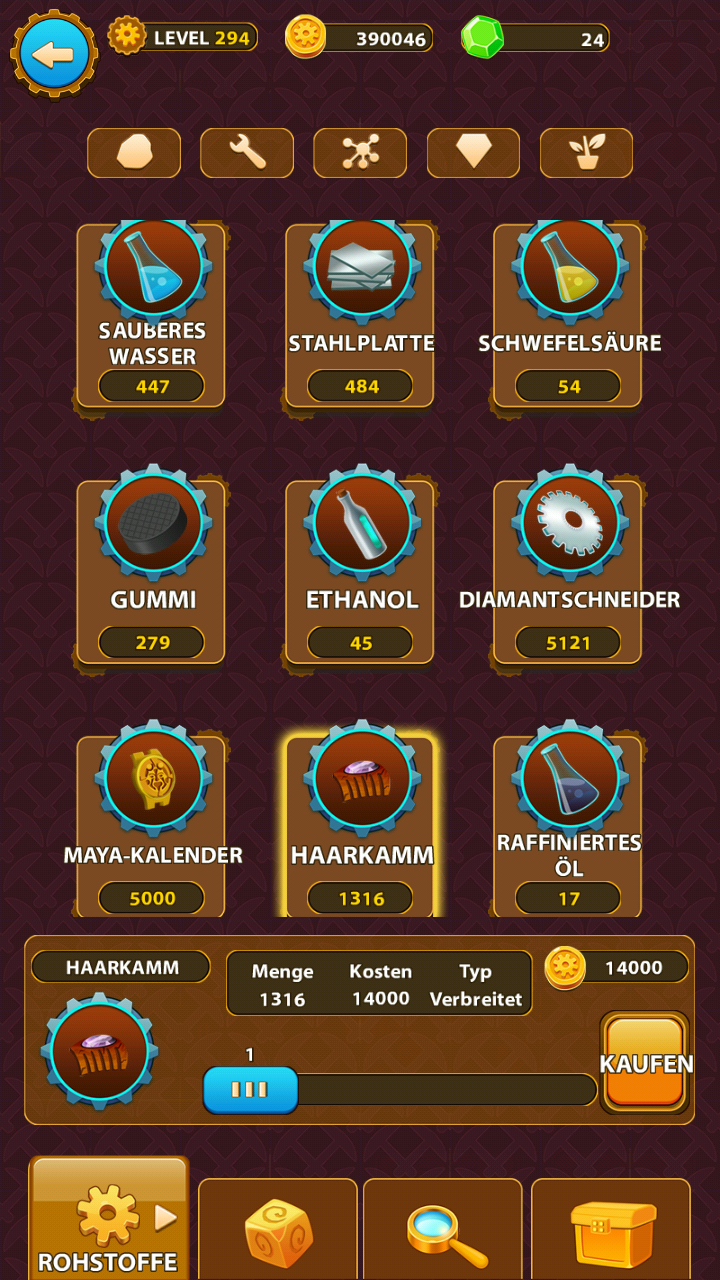 LEVEL 294
390046
24
SAUBERES
WASSER
447
STAHLPLATTE
484
SCHWEFELSÄURE
54
GUMMI
279
ETHANOL
45
DIAMANTSCHNEIDER
5121
MAYA-KALENDER
5000
HAARKAMM
1316
RAFFINIERTES
ÖL
17
HAARKAMM
Menge Kosten Typ
1316 14000 Verbreitet
14000
1
KAUFEN
ROHSTOFFE